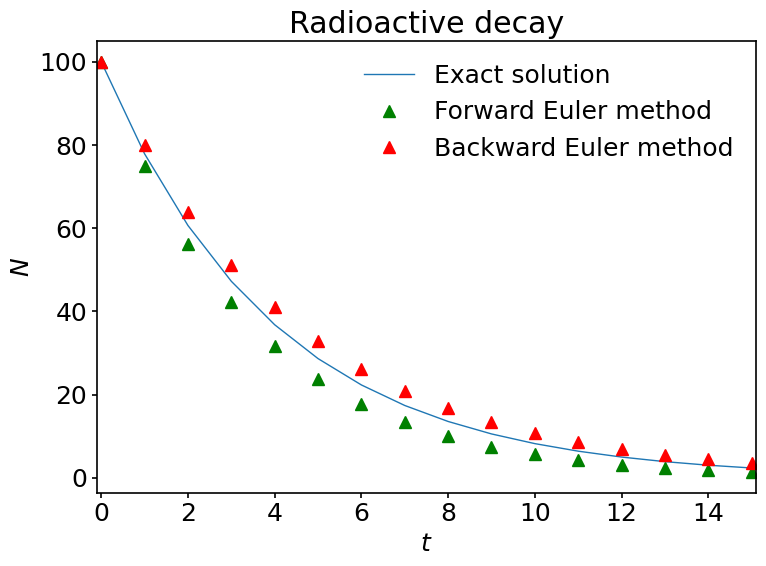 Radioactive decay
Exact solution
Forward Euler method
Backward Euler method
100
80
60
40
20
0
N
0 2 4 6 8 10 12 14
t